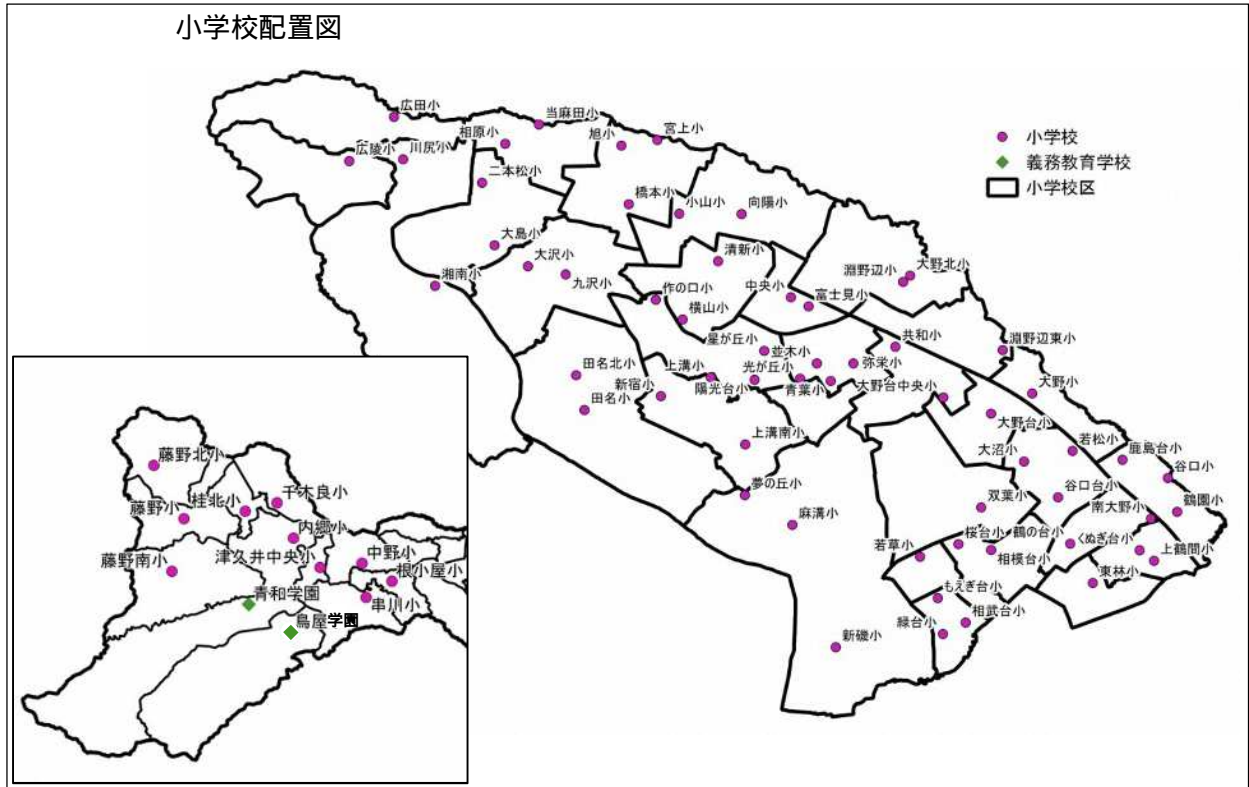 小学校配置図
広田小
当麻田小
相原小
旭小
宮上小
広陵小
川尻小
二本松小
橋本小
小山小
向陽小
小学校
義務教育学校
小学校区
大島小
大沢小
九沢小
湘南小
清新小
作の口小
横山小
中央小
富士見小
淵野辺小
大野北小
星が丘小
並木小
弥栄小
共和小
淵野辺東小
田名北小
田名小
新宿小
上溝小
陽光台小
光が丘小
青葉小
大野台中央小
大野小
大野台小
上溝南小
大沼小
若松小
鹿島台小
谷口小
夢の丘小
麻溝小
双葉小
谷口台小
南大野小
鶴園小
若草小
桜台小
鶴の台小
相模台小
くぬぎ台小
上鶴間小
東林小
もえぎ台小
緑台小
相武台小
新磯小
藤野北小
千木良小
藤野小
桂北小
内郷小
藤野南小
津久井中央小
中野小
根小屋小
青和学園
串川小
鳥屋学園